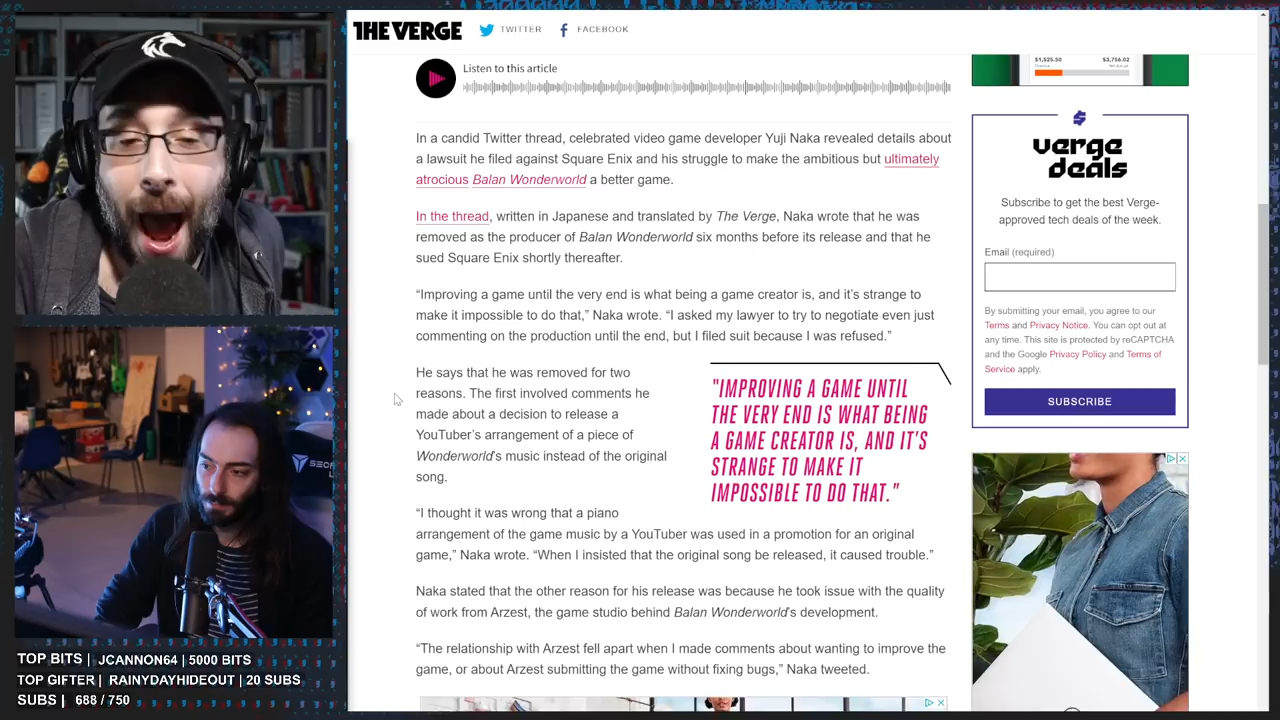 THE VERGE
TWITTER
FACEBOOK
Listen to this article
In a candid Twitter thread, celebrated video game developer Yuji Naka revealed details about
a lawsuit he filed against Square Enix and his struggle to make the ambitious but ultimately
atrocious Balan Wonderworld a better game.
In the thread, written in Japanese and translated by The Verge, Naka wrote that he was
removed as the producer of Balan Wonderworld six months before its release and that he
sued Square Enix shortly thereafter.
“Improving a game until the very end is what being a game creator is, and it’s strange to
make it impossible to do that,” Naka wrote. “I asked my lawyer to try to negotiate even just
commenting on the production until the end, but I filed suit because I was refused.”
He says that he was removed for two
reasons. The first involved comments he
made about a decision to release a
YouTuber’s arrangement of a piece of
Wonderworld’s music instead of the original
song.
"IMPROVING A GAME UNTIL
THE VERY END IS WHAT BEING
A GAME CREATOR IS, AND IT’S
STRANGE TO MAKE IT
IMPOSSIBLE TO DO THAT.”
“I thought it was wrong that a piano
arrangement of the game music by a YouTuber was used in a promotion for an original
game,” Naka wrote. “When I insisted that the original song be released, it caused trouble.”
Naka stated that the other reason for his release was because he took issue with the quality
of work from Arzest, the game studio behind Balan Wonderworld’s development.
“The relationship with Arzest fell apart when I made comments about wanting to improve the
game, or about Arzest submitting the game without fixing bugs,” Naka tweeted.
$1,525.50
$3,756.02
verge
deals
Subscribe to get the best Verge-
approved tech deals of the week.
Email (required)
By submitting your email, you agree to our
Terms and Privacy Notice. You can opt out at
any time. This site is protected by reCAPTCHA
and the Google Privacy Policy and Terms of
Service apply.
SUBSCRIBE
TOP BITS | JCANNON64 | 5000 BITS
TOP GIFTER | RAINYDAYHIDEOUT | 20 SUBS
SUBS | 688 / 750